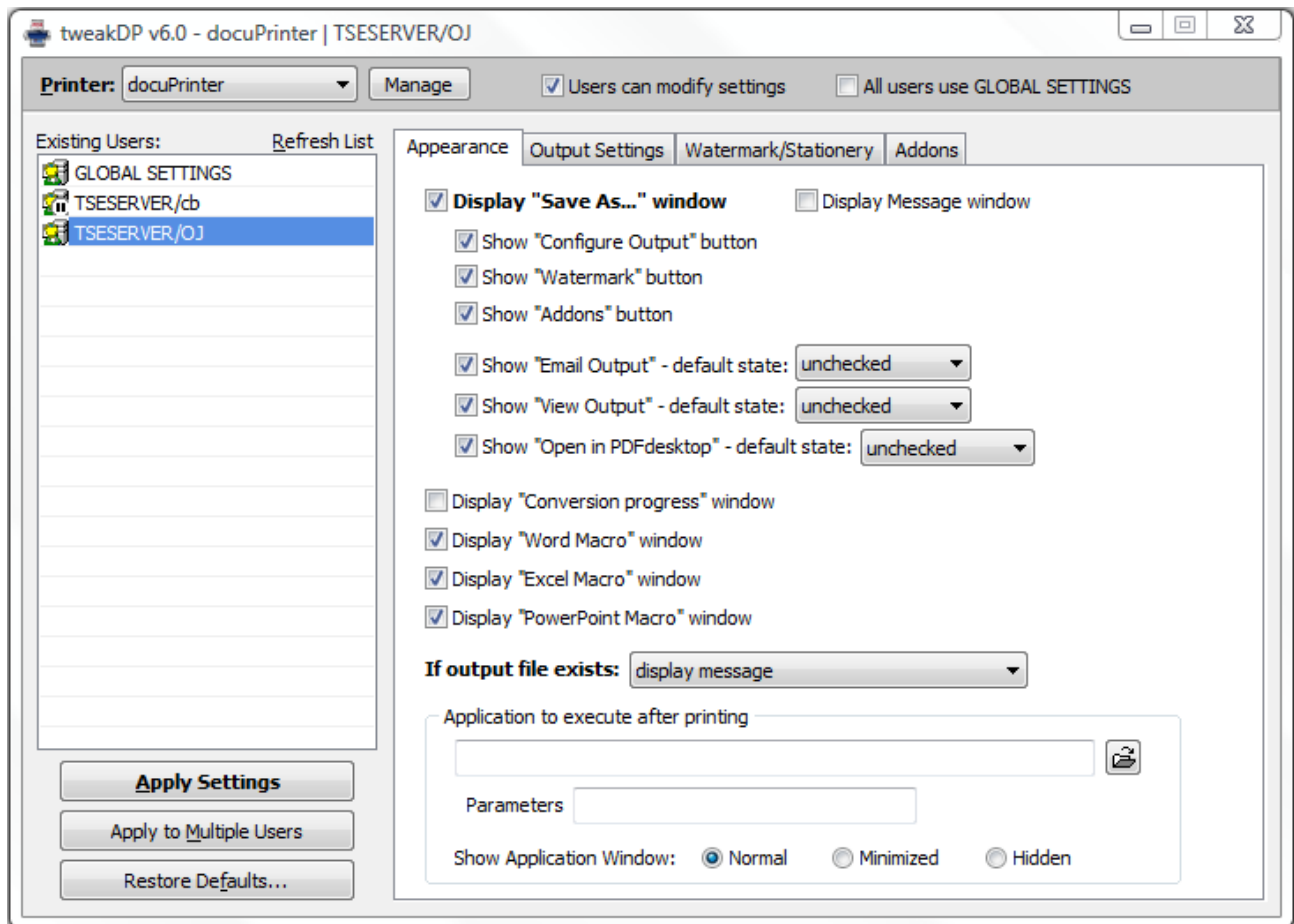 tweakDP v6.0 - docuPrinter | TSESERVER/OJ
Printer: docuPrinter Manage Users can modify settings All users use GLOBAL SETTINGS
Existing Users: Refresh List
GLOBAL SETTINGS
TSESERVER/cb
TSESERVER/OJ
Appearance Output Settings Watermark/Stationery Addons
Display "Save As..." window Display Message window
Show "Configure Output" button
Show "Watermark" button
Show "Addons" button
Show "Email Output" - default state: unchecked
Show "View Output" - default state: unchecked
Show "Open in PDFdesktop" - default state: unchecked
Display "Conversion progress" window
Display "Word Macro" window
Display "Excel Macro" window
Display "PowerPoint Macro" window
If output file exists: display message
Application to execute after printing
Parameters
Show Application Window: Normal Minimized Hidden
Apply Settings
Apply to Multiple Users
Restore Defaults...